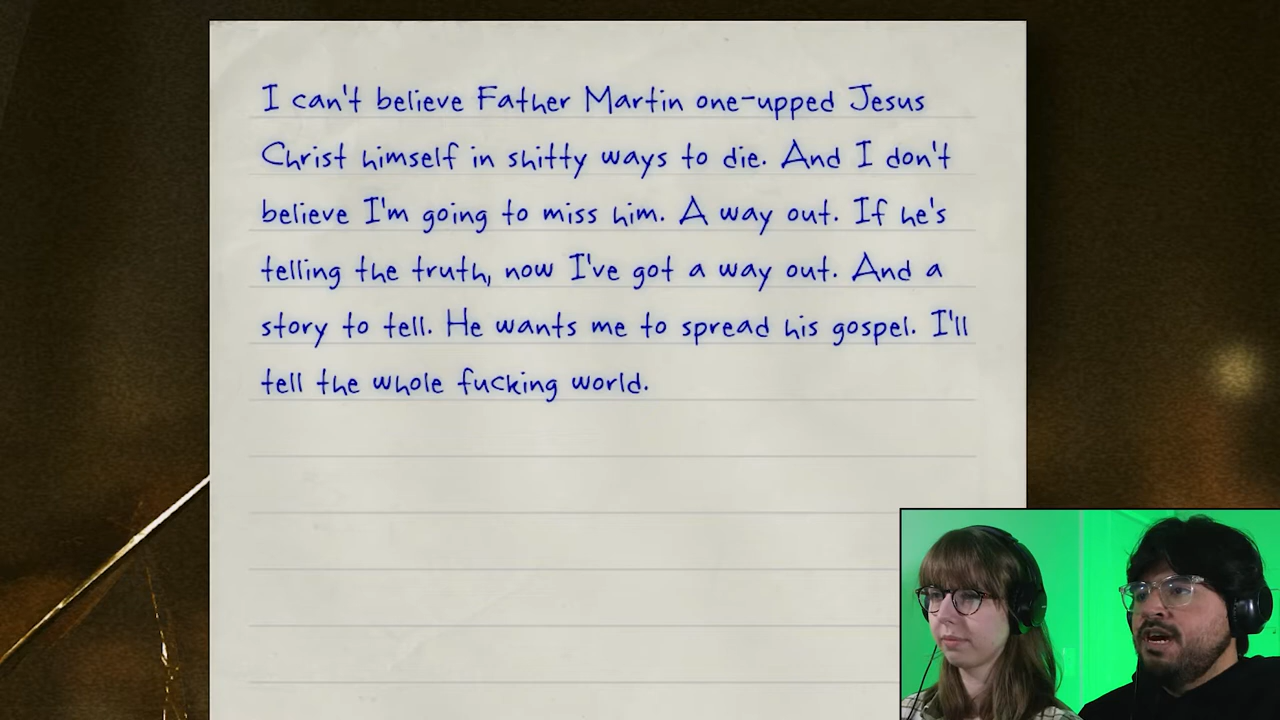 I can't believe Father Martin one-upped Jesus
Christ himself in shitty ways to die. And I don't
believe I'm going to miss him. A way out. If he's
telling the truth, now I've got a way out. And a
story to tell. He wants me to spread his gospel. I'll
tell the whole fucking world.